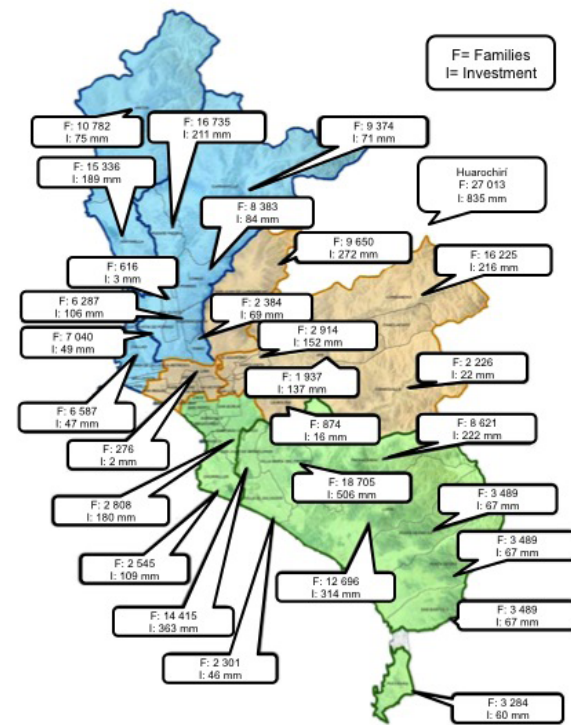 F= Families
I= Investment
F: 10 782
I: 75 mm
F: 16 735
I: 211 mm
F: 9 374
I: 71 mm
F: 15 336
I: 189 mm
Huarochirí
F: 27 013
I: 835 mm
F: 8 383
I: 84 mm
F: 9 650
I: 272 mm
F: 16 225
I: 216 mm
F: 616
I: 3 mm
F: 6 287
I: 106 mm
F: 2 384
I: 69 mm
F: 2 914
I: 152 mm
F: 7 040
I: 49 mm
F: 1 937
I: 137 mm
F: 2 226
I: 22 mm
F: 6 587
I: 47 mm
F: 874
I: 16 mm
F: 8 621
I: 222 mm
F: 276
I: 2 mm
F: 18 705
I: 506 mm
F: 2 808
I: 180 mm
F: 3 489
I: 67 mm
F: 2 545
I: 109 mm
F: 3 489
I: 67 mm
F: 12 696
I: 314 mm
F: 14 415
I: 363 mm
F: 3 489
I: 67 mm
F: 2 301
I: 46 mm
F: 3 284
I: 60 mm